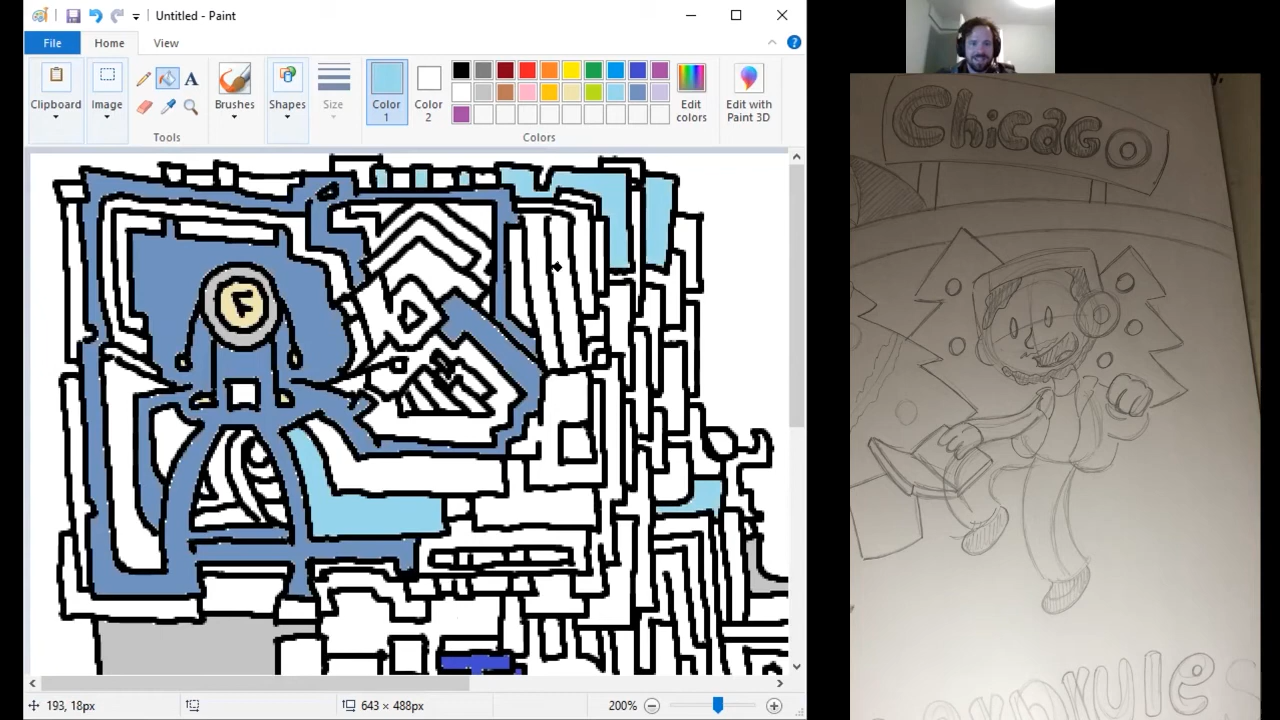 Untitled - Paint
File
Home
View
Clipboard
Image
Tools
Brushes
Shapes
Size
Color
1
Color
2
Edit
colors
Edit with
Paint 3D
Colors
A
F
193, 18px
643 × 488px
200%
Chicago